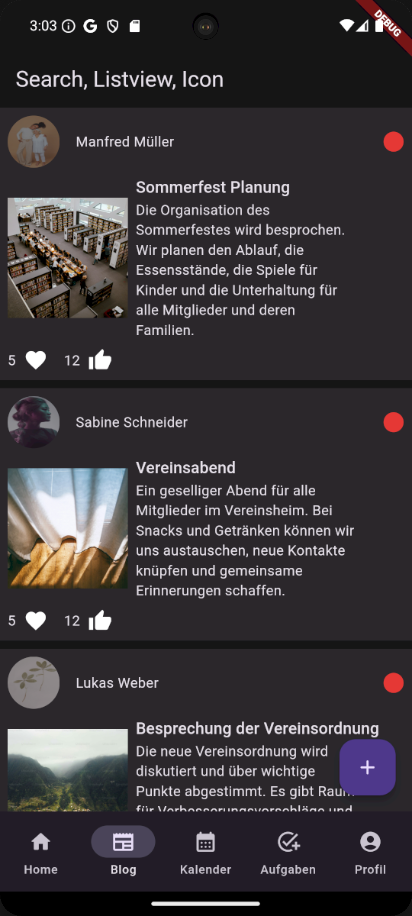 3:03
DEBUG
Search, Listview, Icon
Manfred Müller
Sommerfest Planung
Die Organisation des
Sommerfestes wird besprochen.
Wir planen den Ablauf, die
Essensstände, die Spiele für
Kinder und die Unterhaltung für
alle Mitglieder und deren
Familien.
5 12
Sabine Schneider
Vereinsabend
Ein geselliger Abend für alle
Mitglieder im Vereinsheim. Bei
Snacks und Getränken können wir
uns austauschen, neue Kontakte
knüpfen und gemeinsame
Erinnerungen schaffen.
5 12
Lukas Weber
Besprechung der Vereinsordnung
Die neue Vereinsordnung wird
diskutiert und über wichtige
Punkte abgestimmt. Es gibt Raum
für Verbesserungsvorschläge und
Home Blog Kalender Aufgaben Profil